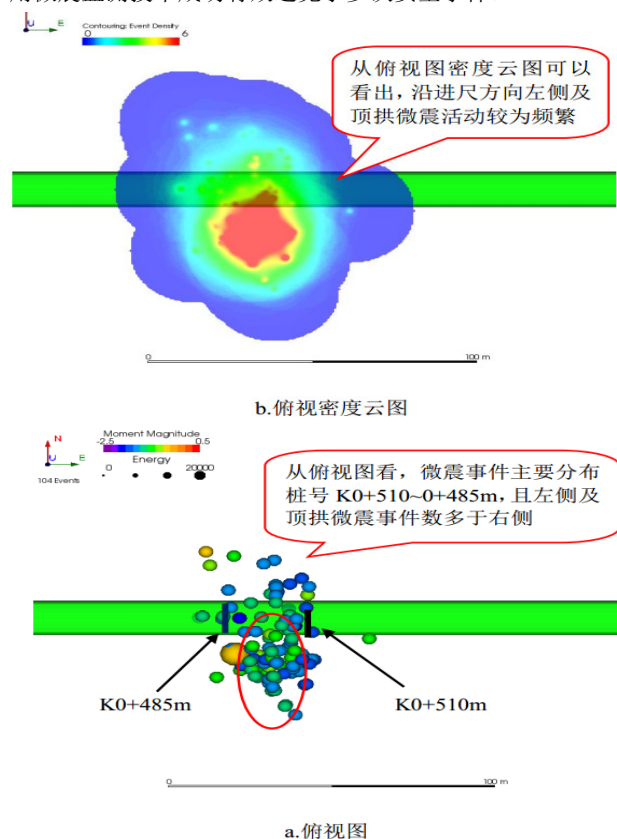 Contouring: Event Density
0 6
U E
从俯视图密度云图可以
看出，沿进尺方向左侧及
顶拱微震活动较为频繁
0 100 m
b.俯视密度云图
N
U E
104 Events
Moment Magnitude
-2.5 0.5
Energy
0 20000
从俯视图看，微震事件主要分布
桩号 K0+510~0+485m，且左侧及
顶拱微震事件数多于右侧
K0+485m
K0+510m
0 100 m
a.俯视图